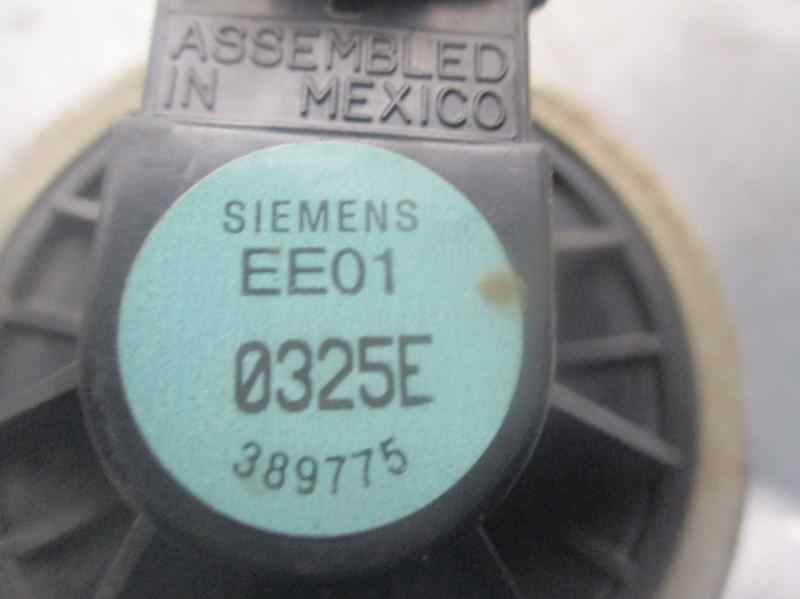 ASSEMBLED
IN MEXICO
SIEMENS
EE01
0325E
389775